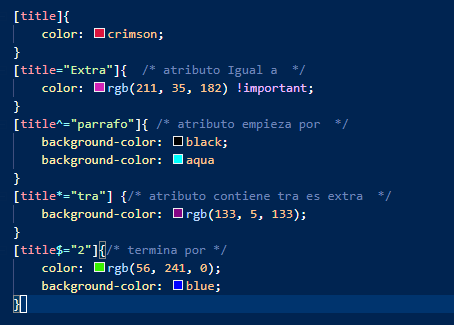 [title]{
color: crimson;
}
[title="Extra"]{ /* atributo Igual a */
color: rgb(211, 35, 182) !important;
}
[title^="parrafo"]{ /* atributo empieza por */
background-color: black;
background-color: aqua
}
[title*="tra"] {/* atributo contiene tra es extra */
background-color: rgb(133, 5, 133);
}
[title$="2"]{/* termina por */
color: rgb(56, 241, 0);
background-color: blue;
}